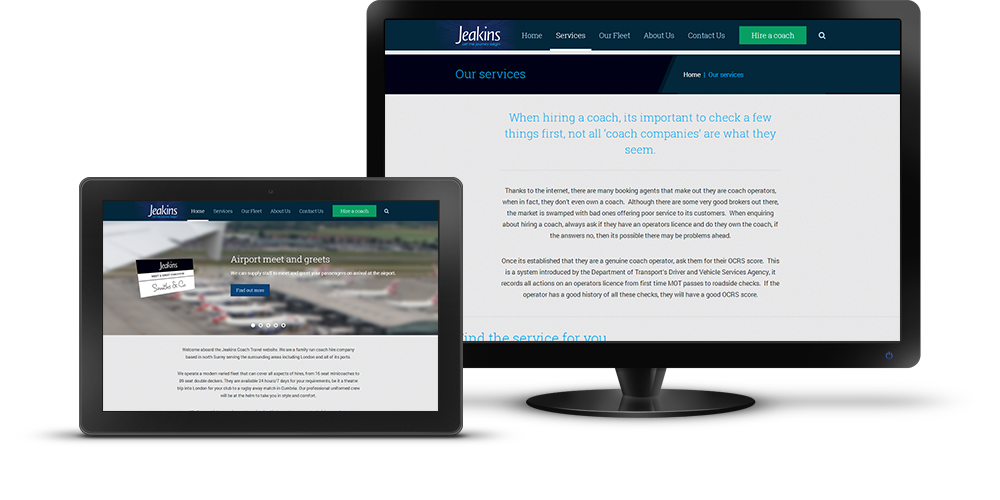 Jeakins
Let the journey begin
Home Services Our Fleet About Us Contact Us Hire a coach
Our services
Home | Our services
When hiring a coach, its important to check a few
things first, not all ‘coach companies’ are what they
seem.
Thanks to the internet, there are many booking agents that make out they are coach operators,
when in fact, they don't even own a coach. Although there are some very good brokers out there,
the market is swamped with bad ones offering poor service to its customers. When enquiring
about hiring a coach, always ask if they have an operators licence and do they own the coach, if
the answers no, then its possible there may be problems ahead.
Once its established that they are a genuine coach operator, ask them for their OCRS score. This
is a system introduced by the Department of Transport's Driver and Vehicle Services Agency, it
records all actions on an operators licence from first time MOT passes to roadside checks. If the
operator has a good history of all these checks, they will have a good OCRS score.
Find the service for you
Jeakins
Home Services Our Fleet About Us Contact Us Hire a coach
Airport meet and greets
We can supply staff to meet and greet your passengers on arrival at the airport.
Find out more
Jeakins
Smiths & Co
Welcome aboard the Jeakins Coach Travel website. We are a family run coach hire company
based in north Surrey serving the surrounding areas including London and all of its ports.
We operate a modern varied fleet that can cover all aspects of hires, from 16 seat minicoaches to
85 seat double deckers. They are available 24 hours/7 days for your requirements, be it a theatre
trip into London for your club to a rugby away match in Cumbria. Our professional uniformed crew
will be at the helm to take you in style and comfort.